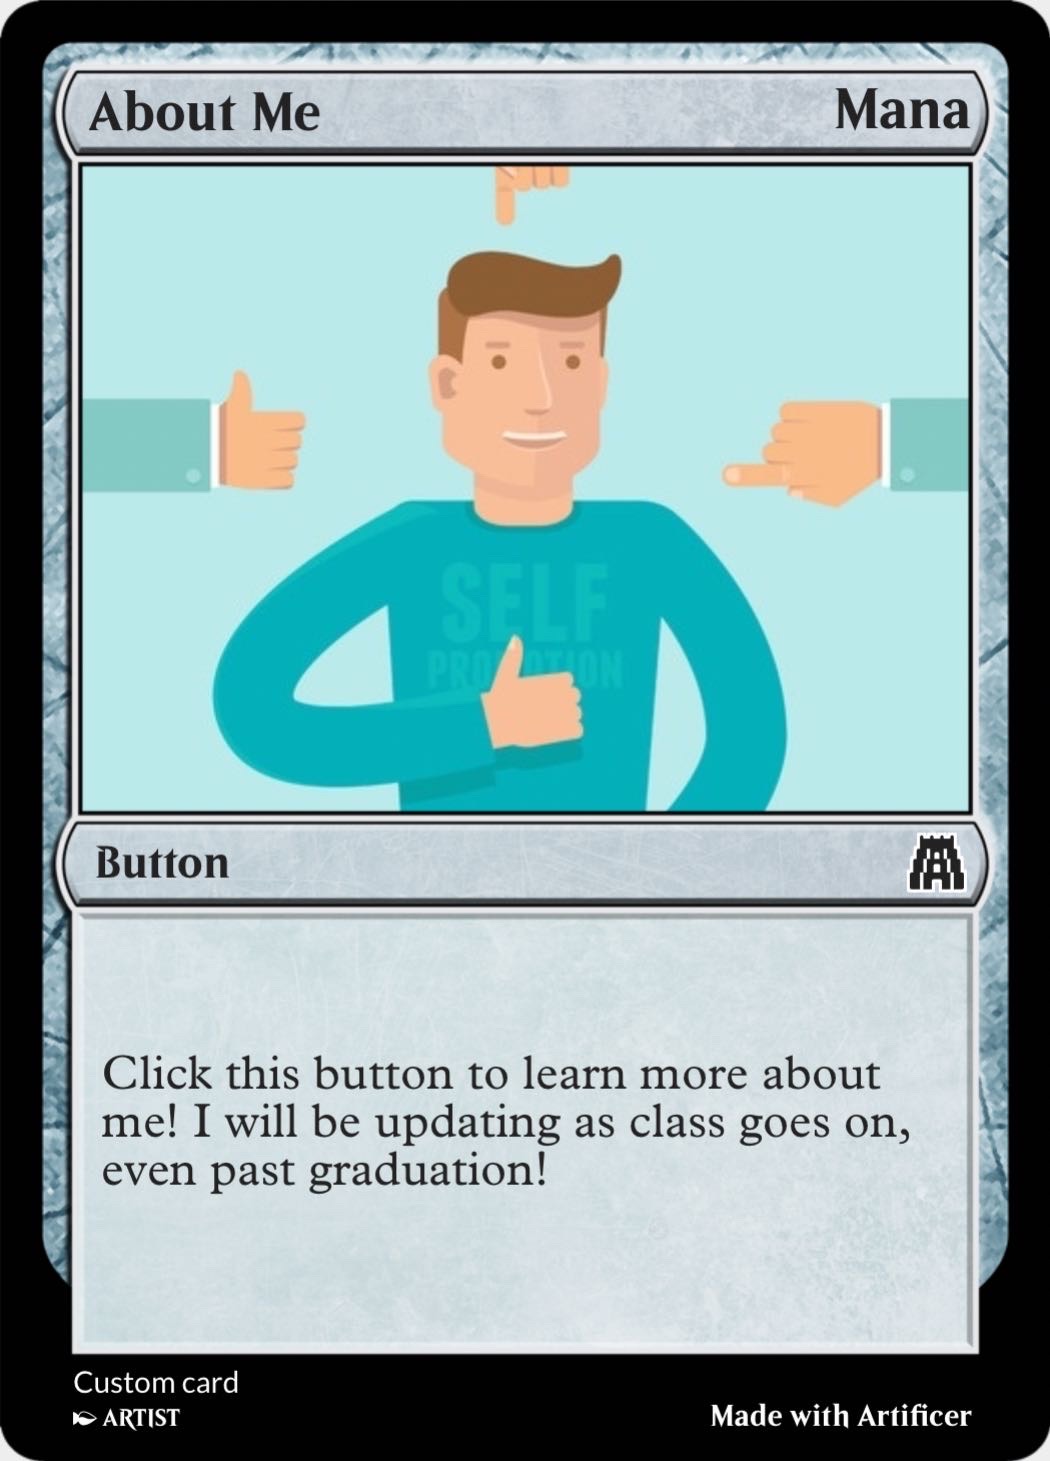 About Me
Mana
SELF
PROMOTION
Button
Click this button to learn more about
me! I will be updating as class goes on,
even past graduation!
Custom card
ARTIST
Made with Artificer